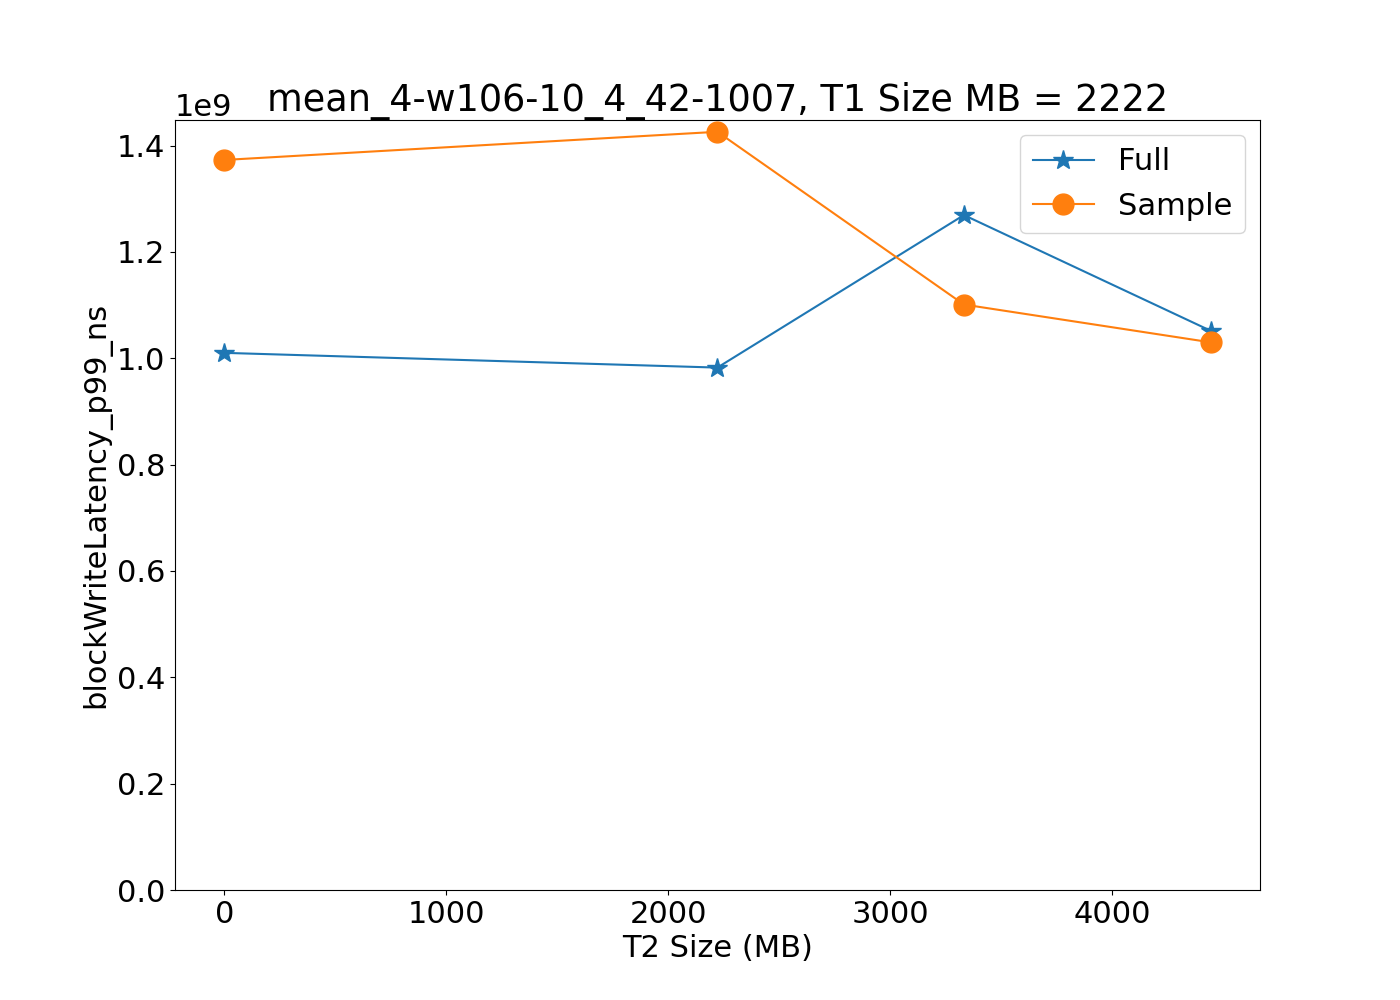 mean_4-w106-10_4_42-1007, T1 Size MB = 2222
1e9
Full
Sample
1.4
1.2
1.0
0.8
0.6
0.4
0.2
0.0
blockWriteLatency_p99_ns
0 1000 2000 3000 4000
T2 Size (MB)